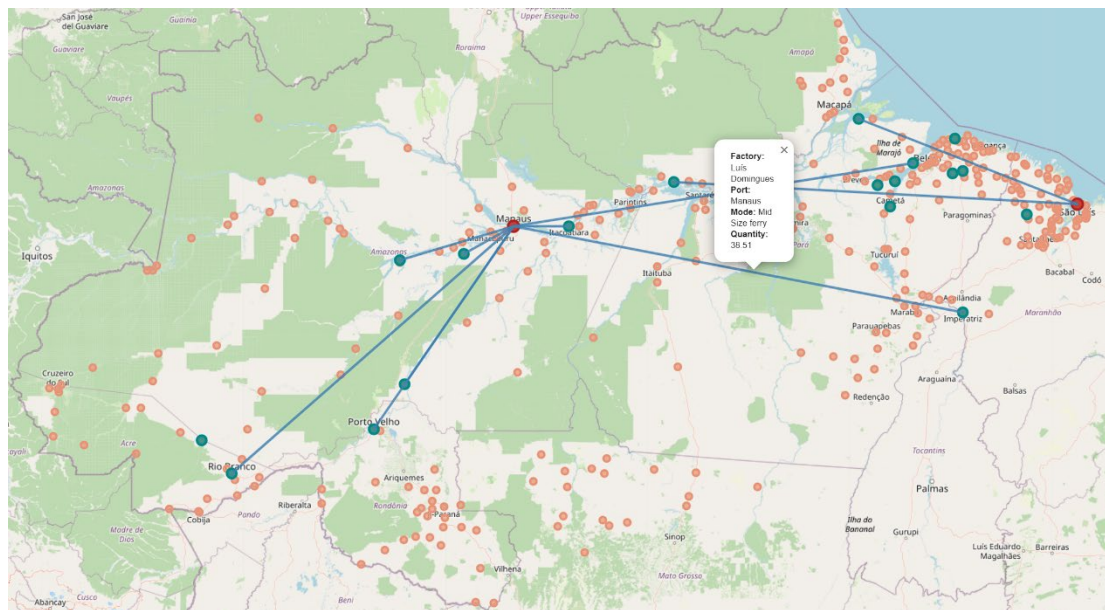 San José
del Guaviare
Guainía
Upper Essequibo
Guaviare
Roraima
Amapá
Vaupés
Macapá
Ilha de
Marajó
Factory:
Luís
Domingues
Port:
Manaus
Mode: Mid
Size ferry
Quantity:
38.51
×
Amazonas
Parintins
Cametá
São Luís
Manaus
Itacoatiara
Paragominas
Iquitos
Amazonas
Pará
Tucuruí
Itaituba
Bacabal
Codó
Açailândia
Imperatriz
Maranhão
Parauapebas
Cruzeiro
do Sul
Araguaína
Balsas
Redenção
Porto Velho
Acre
Rio Branco
Tocantins
Ariquemes
Palmas
Cobija
Pando
Riberalta
Rondônia
Madre de
Dios
Ilha do
Bananal
Gurupi
Sinop
Luís Eduardo
Magalhães
Barreiras
Vilhena
Mato Grosso
Abancay
Cusco
Beni